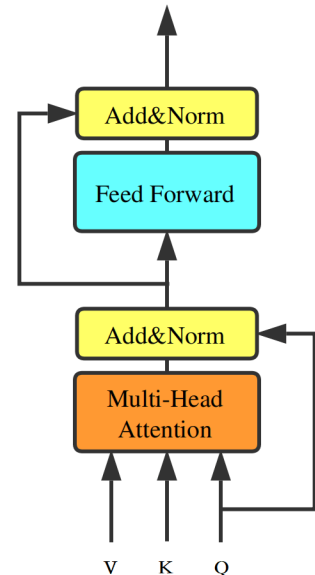 Add&Norm
Feed Forward
Add&Norm
Multi-Head
Attention
V K Q